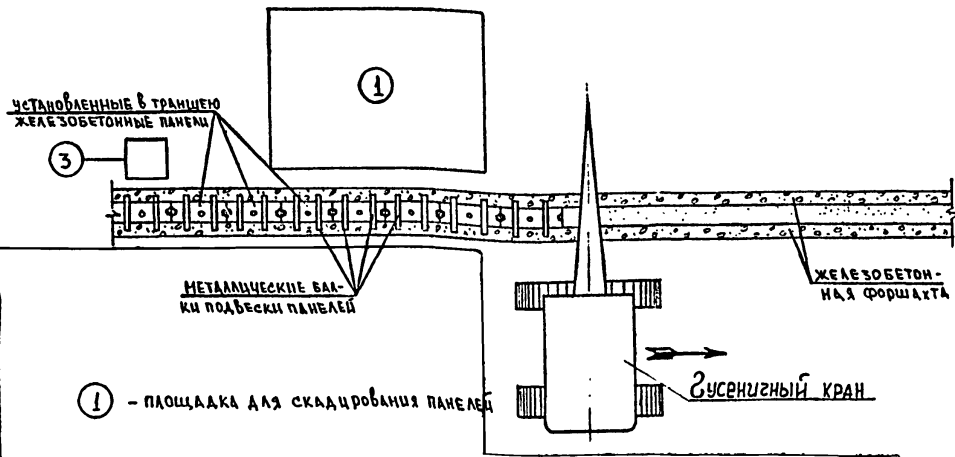 1
УСТАНОВЛЕННЫЕ В ТРАНШЕЮ
ЖЕЛЕЗОБЕТОННЫЕ ПАНЕЛИ
3
МЕТАЛЛИЧЕСКИЕ БАЛ-
КИ ПОДВЕСКИ ПАНЕЛЕЙ
ЖЕЛЕЗОБЕТОН-
НАЯ ФОРШАХТА
Гусеничный кран
1 - ПЛОЩАДКА ДЛЯ СКАДИРОВАНИЯ ПАНЕЛЕЙ